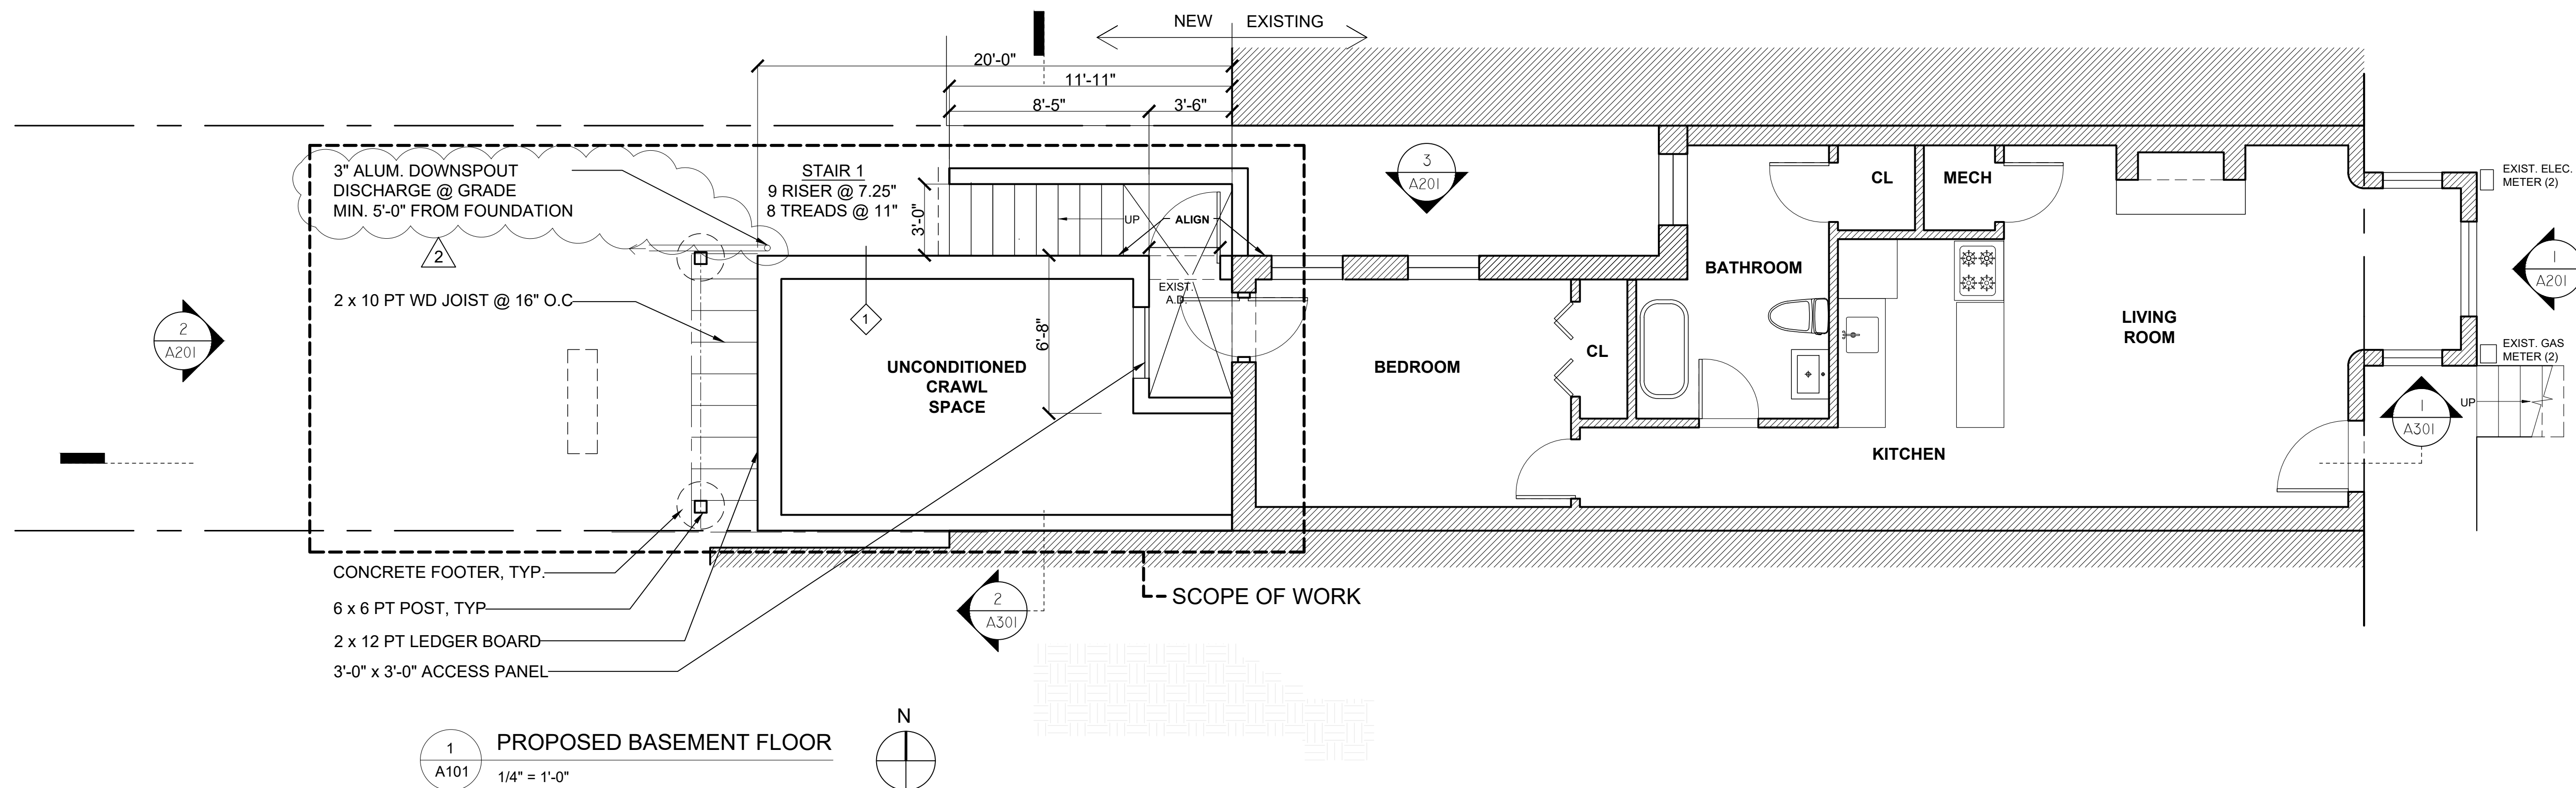 NEW EXISTING
20'-0"
11'-11"
8'-5" 3'-6"
3" ALUM. DOWNSPOUT
DISCHARGE @ GRADE
MIN. 5'-0" FROM FOUNDATION
2
STAIR 1
9 RISER @ 7.25"
8 TREADS @ 11"
3'-0"
UP
ALIGN
3
A201
CL
MECH
EXIST. ELEC.
METER (2)
2 x 10 PT WD JOIST @ 16" O.C
1
EXIST.
A.D.
6'-8"
BATHROOM
LIVING
ROOM
1
A201
2
A201
UNCONDITIONED
CRAWL
SPACE
BEDROOM
CL
EXIST. GAS
METER (2)
UP
1
A301
KITCHEN
CONCRETE FOOTER, TYP.
6 x 6 PT POST, TYP
2 x 12 PT LEDGER BOARD
3'-0" x 3'-0" ACCESS PANEL
2
A301
SCOPE OF WORK
1
A101
PROPOSED BASEMENT FLOOR
1/4" = 1'-0"
N